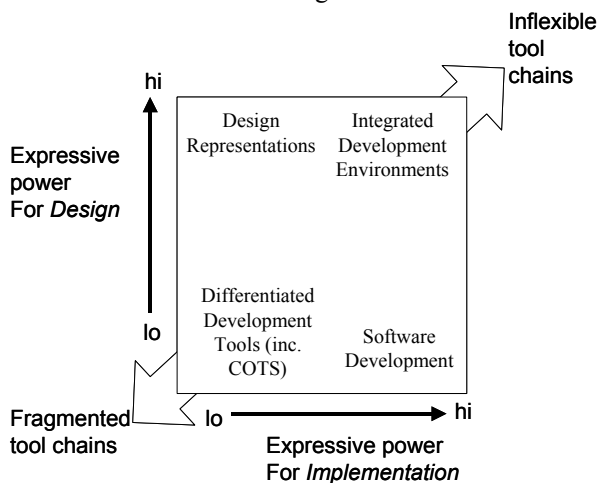 Inflexible
tool
chains
hi
Design
Representations
Integrated
Development
Environments
Expressive
power
For Design
Differentiated
Development
Tools (inc.
COTS)
Software
Development
lo
Fragmented
tool chains
lo
hi
Expressive power
For Implementation